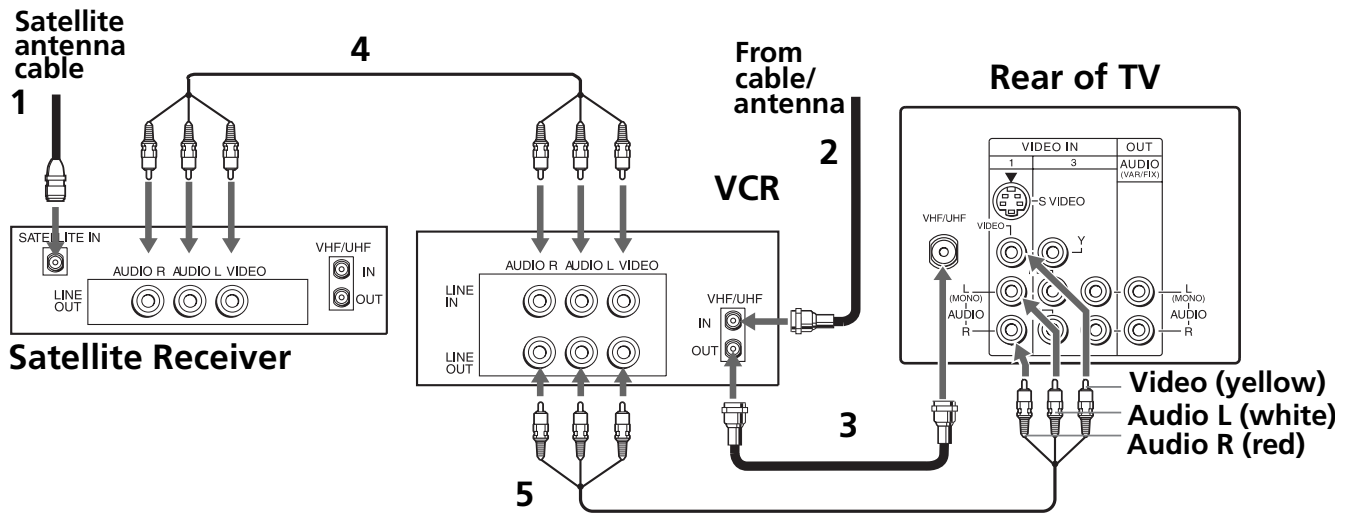 Satellite
antenna
cable
1
4
From
cable/
antenna
2
Rear of TV
VCR
VIDEO IN
OUT
1
3
AUDIO
(VAR/FIX)
S VIDEO
VHF/UHF
VIDEO
Y
L
(MONO)
AUDIO
R
L
(MONO)
AUDIO
R
SATELLITE IN
VHF/UHF
IN
OUT
AUDIO R AUDIO L VIDEO
LINE
OUT
Satellite Receiver
AUDIO R AUDIO L VIDEO
LINE
IN
LINE
OUT
VHF/UHF
IN
OUT
3
5
Video (yellow)
Audio L (white)
Audio R (red)